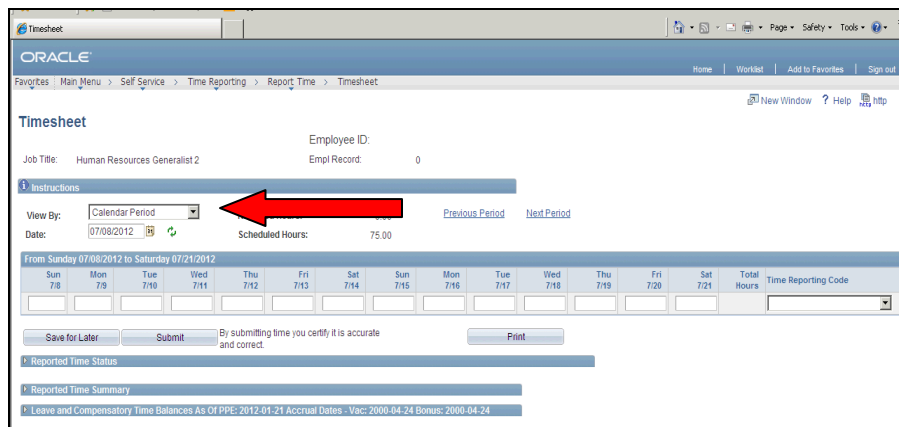 Timesheet
Page Safety Tools
ORACLE
Home | Worklist | Add to Favorites | Sign out
Favorites | Main Menu > Self Service > Time Reporting > Report Time > Timesheet
New Window ? Help http
Timesheet
Employee ID:
Job Title: Human Resources Generalist 2 Empl Record: 0
Instructions
View By: Calendar Period Previous Period Next Period
Date: 07/08/2012 Scheduled Hours: 75.00
From Sunday 07/08/2012 to Saturday 07/21/2012
Sun Mon Tue Wed Thu Fri Sat Sun Mon Tue Wed Thu Fri Sat Total Time Reporting Code
7/8 7/9 7/10 7/11 7/12 7/13 7/14 7/15 7/16 7/17 7/18 7/19 7/20 7/21 Hours
Save for Later Submit By submitting time you certify it is accurate Print
and correct.
Reported Time Status
Reported Time Summary
Leave and Compensatory Time Balances As Of PPE: 2012-01-21 Accrual Dates - Vac: 2000-04-24 Bonus: 2000-04-24